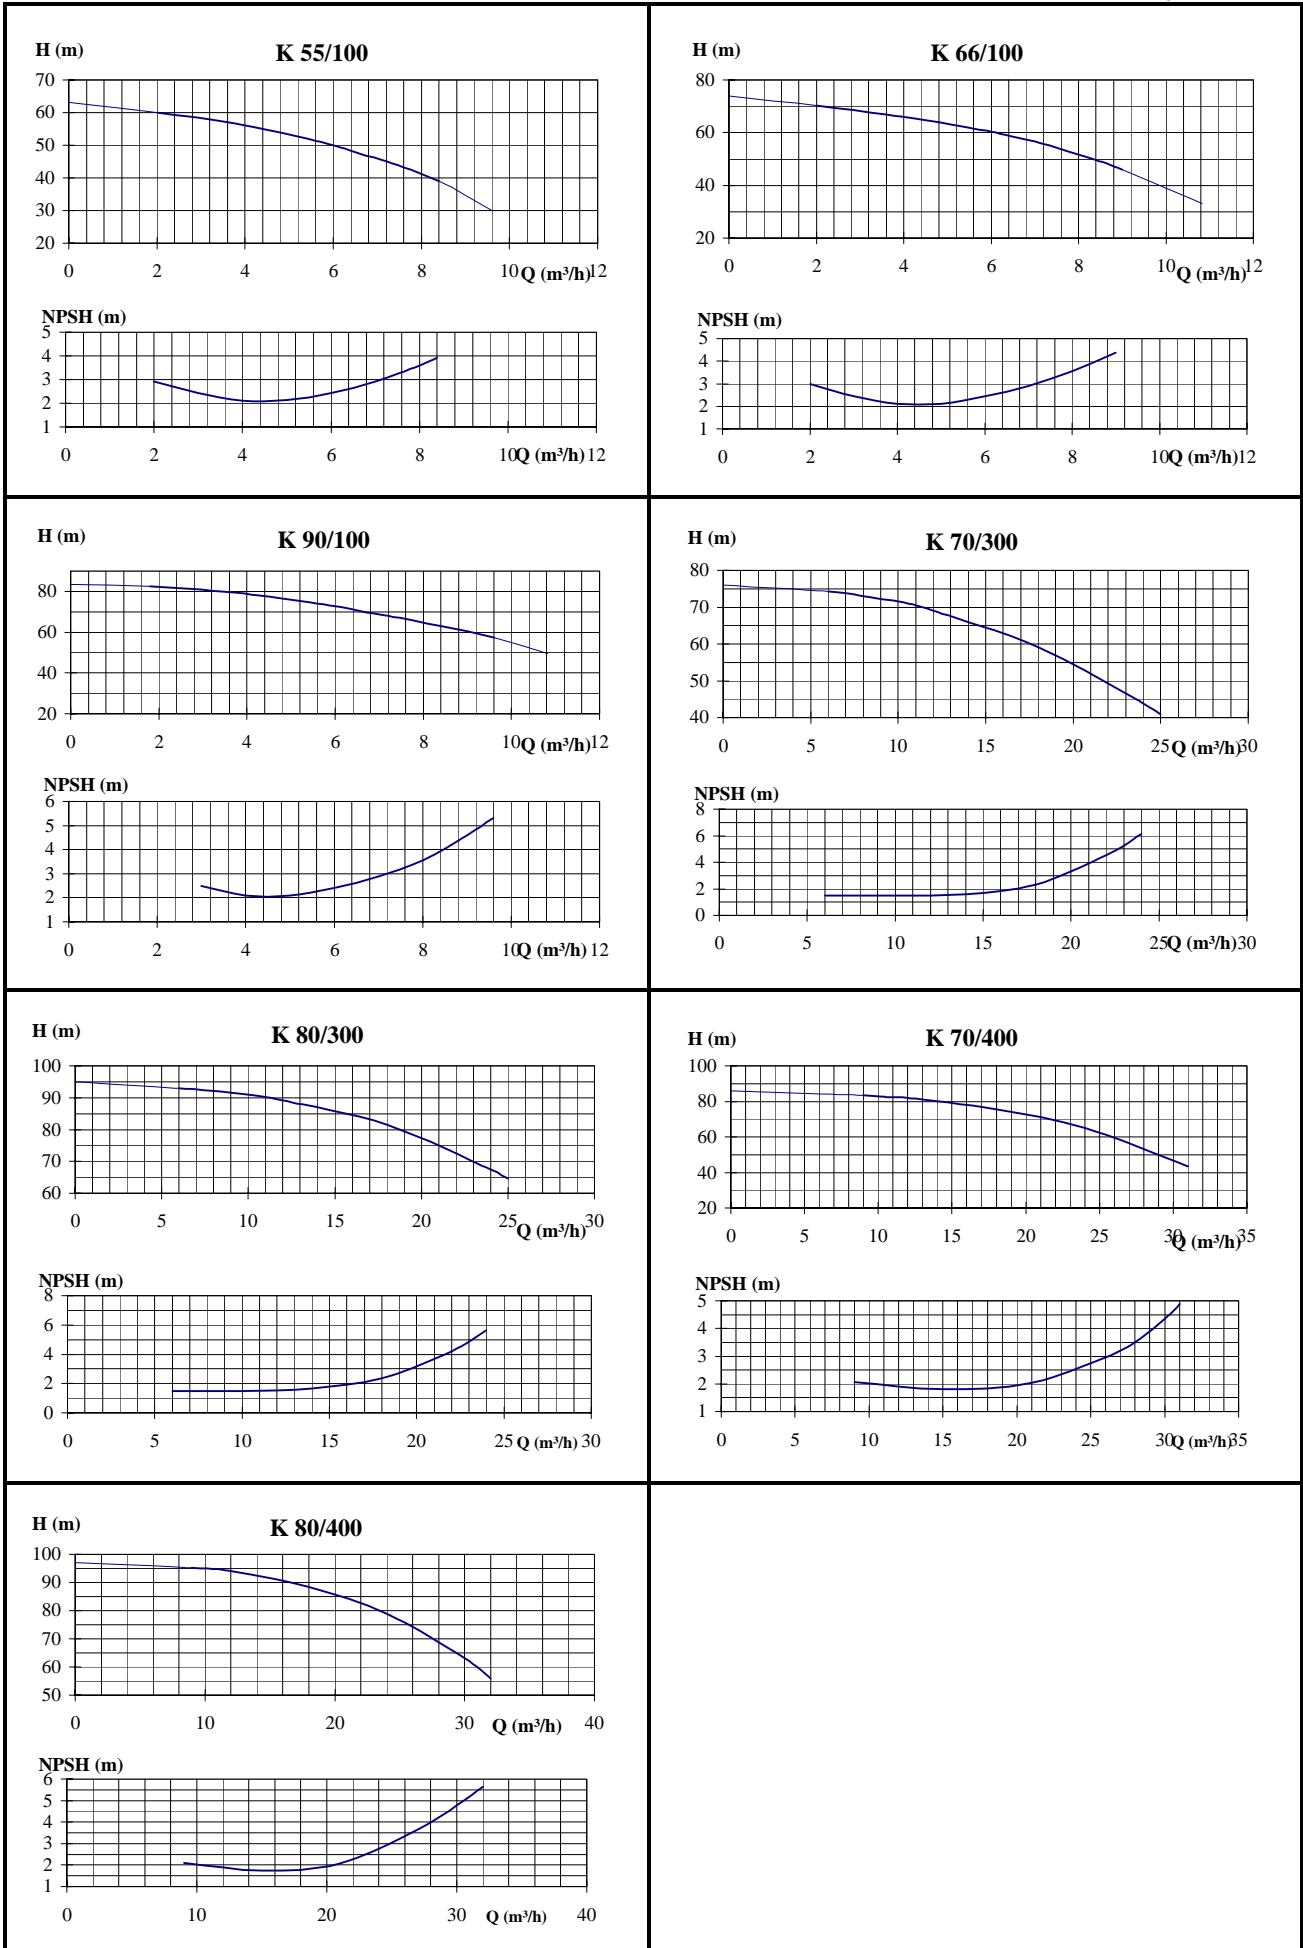 H (m)
K 55/100
70
60
50
40
30
20
0 2 4 6 8 10 Q (m³/h) 12
NPSH (m)
5
4
3
2
1
0 2 4 6 8 10 Q (m³/h) 12
H (m)
K 66/100
80
60
40
20
0 2 4 6 8 10 Q (m³/h) 12
NPSH (m)
5
4
3
2
1
0 2 4 6 8 10 Q (m³/h) 12
H (m)
K 90/100
80
60
40
20
0 2 4 6 8 10 Q (m³/h) 12
NPSH (m)
6
5
4
3
2
1
0 2 4 6 8 10 Q (m³/h) 12
H (m)
K 70/300
80
70
60
50
40
0 5 10 15 20 25 Q (m³/h) 30
NPSH (m)
8
6
4
2
0
0 5 10 15 20 25 Q (m³/h) 30
H (m)
K 80/300
100
90
80
70
60
0 5 10 15 20 25 Q (m³/h) 30
NPSH (m)
8
6
4
2
0
0 5 10 15 20 25 Q (m³/h) 30
H (m)
K 70/400
100
80
60
40
20
0 5 10 15 20 25 30 Q (m³/h) 35
NPSH (m)
5
4
3
2
1
0 5 10 15 20 25 30 Q (m³/h) 35
H (m)
K 80/400
100
90
80
70
60
50
0 10 20 30 Q (m³/h) 40
NPSH (m)
6
5
4
3
2
1
0 10 20 30 Q (m³/h) 40